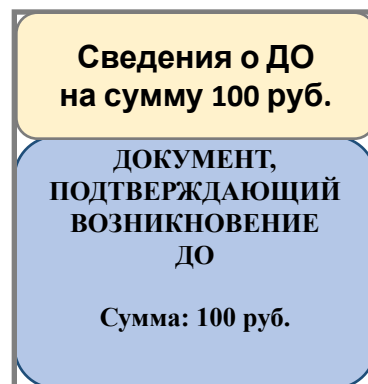 Сведения о ДО
на сумму 100 руб.
ДОКУМЕНТ,
ПОДТВЕРЖДАЮЩИЙ
ВОЗНИКНОВЕНИЕ
ДО
Сумма: 100 руб.